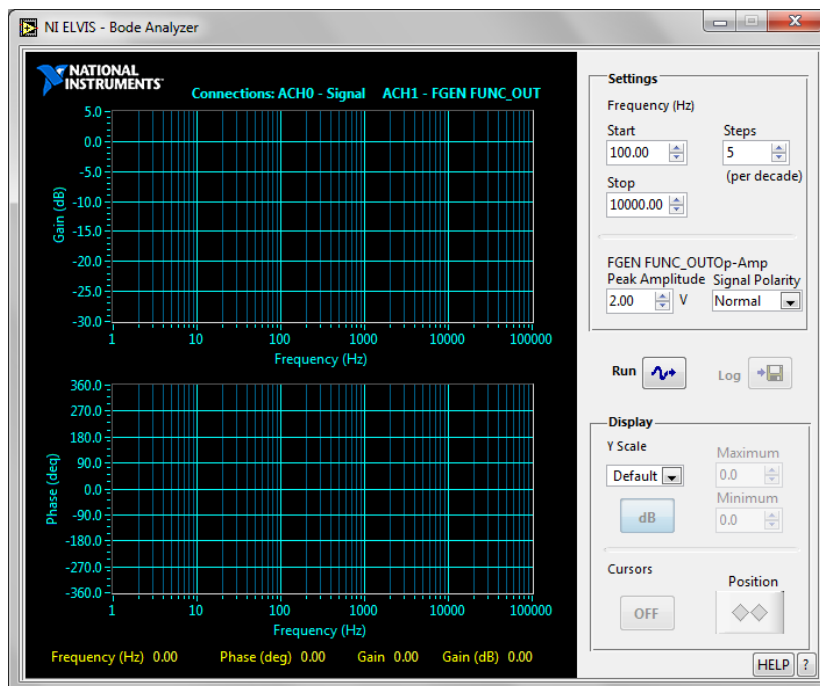 NI ELVIS - Bode Analyzer
NATIONAL
INSTRUMENTS™
Connections: ACH0 - Signal ACH1 - FGEN FUNC_OUT
5.0
0.0
-5.0
-10.0
-15.0
-20.0
-25.0
-30.0
Gain (dB)
1 10 100 1000 10000 100000
Frequency (Hz)
360.0
270.0
180.0
90.0
0.0
-90.0
-180.0
-270.0
-360.0
Phase (deg)
1 10 100 1000 10000 100000
Frequency (Hz)
Frequency (Hz) 0.00 Phase (deg) 0.00 Gain 0.00 Gain (dB) 0.00
Settings
Frequency (Hz)
Start Steps
100.00 5
(per decade)
Stop
10000.00
FGEN FUNC_OUTOp-Amp
Peak Amplitude Signal Polarity
2.00 V Normal
Run Log
Display
Y Scale Maximum
Default 0.0
Minimum
dB 0.0
Cursors Position
OFF
HELP ?